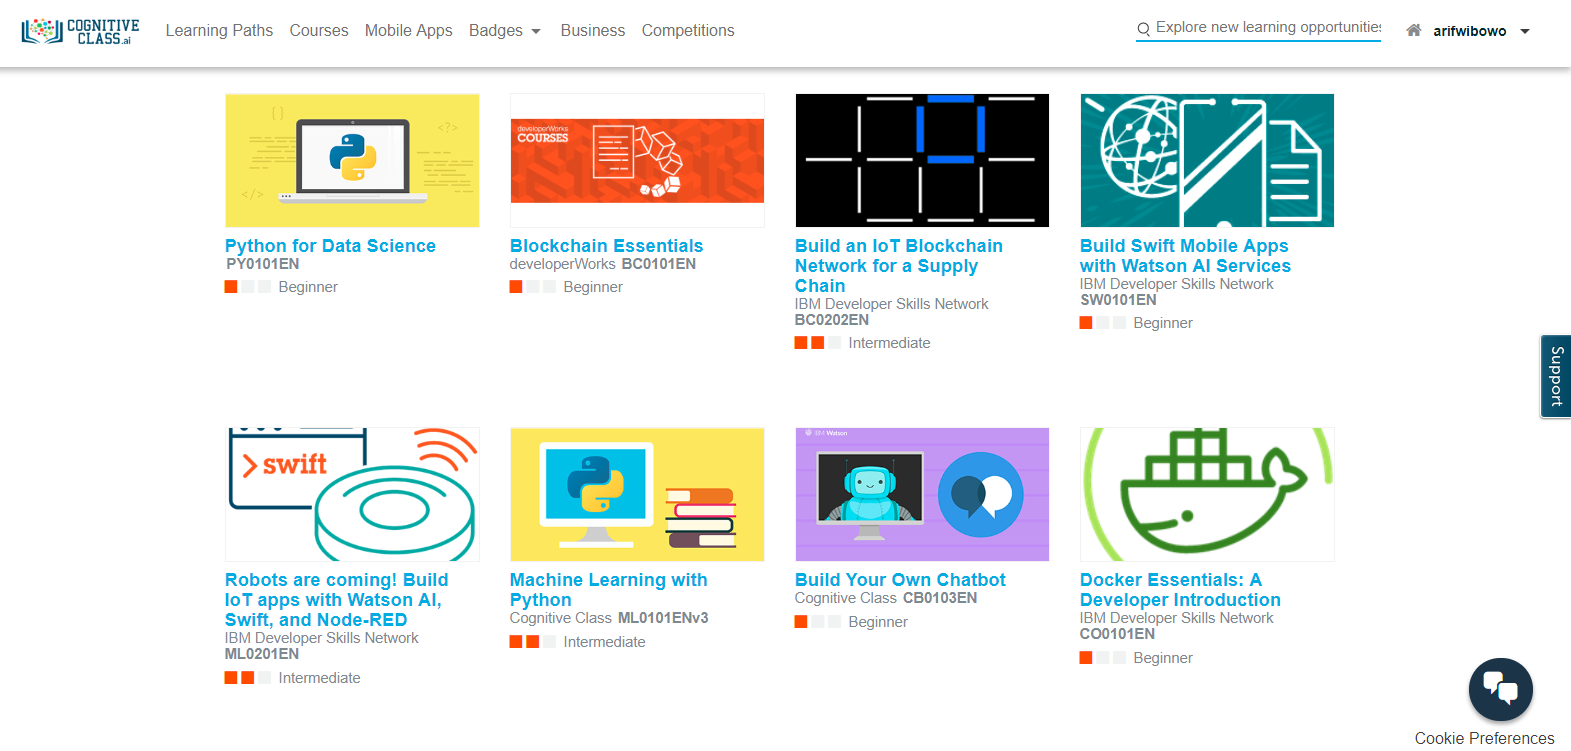 COGNITIVE
CLASS.ai
Learning Paths Courses Mobile Apps Badges Business Competitions
Explore new learning opportunities
arifwibowo
{}
<?>
</>
developerWorks
COURSES
Python for Data Science
PY0101EN
Beginner
Blockchain Essentials
developerWorks BC0101EN
Beginner
Build an IoT Blockchain
Network for a Supply
Chain
IBM Developer Skills Network
BC0202EN
Intermediate
Build Swift Mobile Apps
with Watson AI Services
IBM Developer Skills Network
SW0101EN
Beginner
Support
> swift
Robots are coming! Build
IoT apps with Watson AI,
Swift, and Node-RED
IBM Developer Skills Network
ML0201EN
Intermediate
Machine Learning with
Python
Cognitive Class ML0101ENv3
Intermediate
IBM Watson
Build Your Own Chatbot
Cognitive Class CB0103EN
Beginner
Docker Essentials: A
Developer Introduction
IBM Developer Skills Network
CO0101EN
Beginner
Cookie Preferences